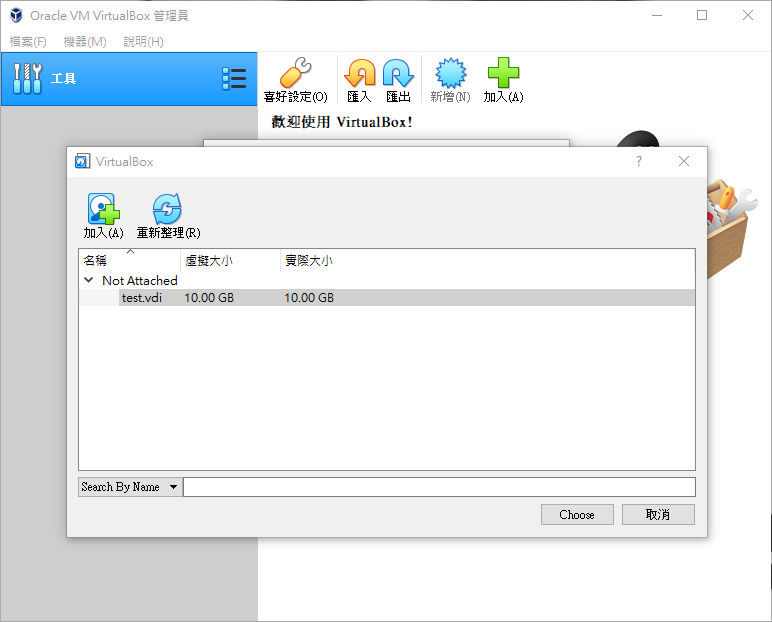 Oracle VM VirtualBox 管理員
檔案(F) 機器(M) 說明(H)
工具
喜好設定(O) 匯入 匯出 新增(N) 加入(A)
歡迎使用 VirtualBox!
VirtualBox
?
加入(A) 重新整理(R)
名稱 虛擬大小 實際大小
Not Attached
test.vdi 10.00 GB 10.00 GB
Search By Name
Choose 取消